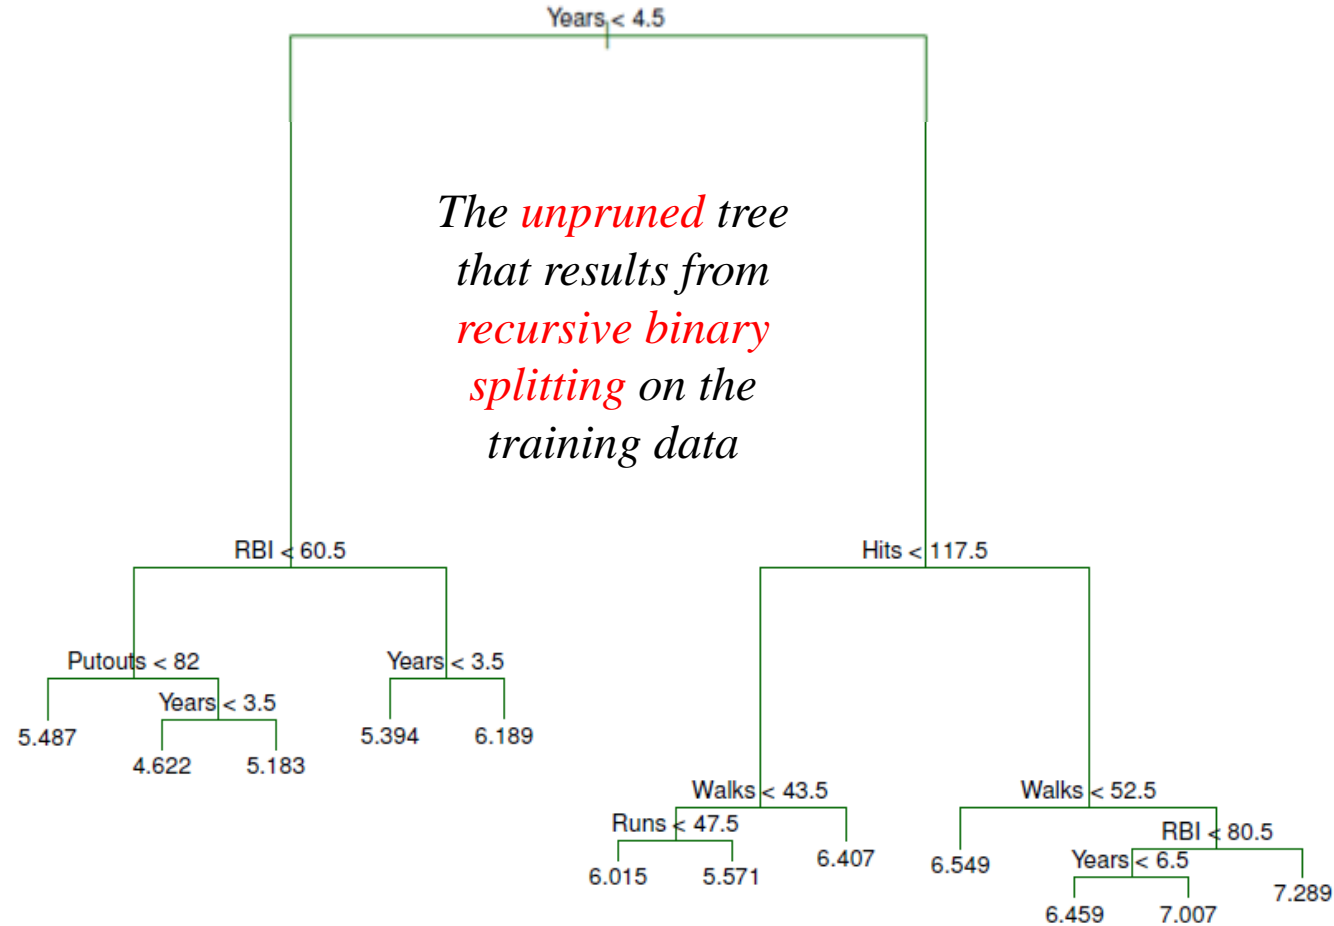 Years < 4.5
The unpruned tree
that results from
recursive binary
splitting on the
training data
RBI < 60.5
Hits < 117.5
Putouts < 82
Years < 3.5
Years < 3.5
5.487
4.622
5.183
5.394
6.189
Walks < 43.5
Walks < 52.5
Runs < 47.5
RBI < 80.5
Years < 6.5
6.015
5.571
6.407
6.549
7.289
6.459
7.007